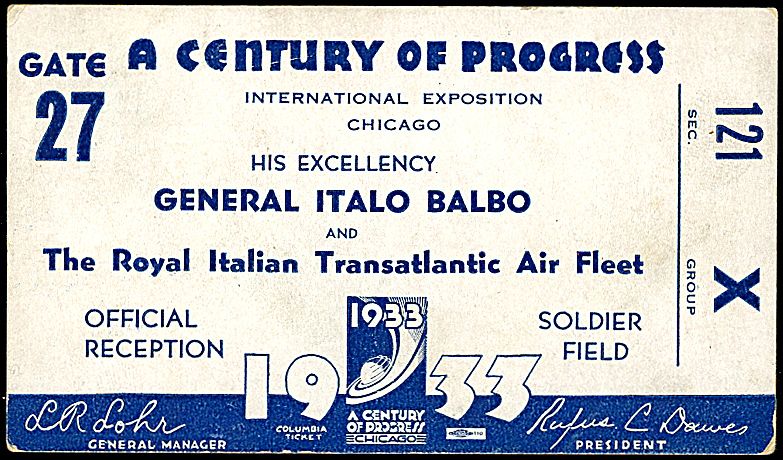 GATE
27
A CENTURY OF PROGRESS
INTERNATIONAL EXPOSITION
CHICAGO
HIS EXCELLENCY
GENERAL ITALO BALBO
AND
The Royal Italian Transatlantic Air Fleet
OFFICIAL
RECEPTION
1933
SOLDIER
FIELD
1933
A CENTURY
OF PROGRESS
CHICAGO
COLUMBIA
TICKET
L R Lohr
GENERAL MANAGER
Rufus C Dawes
PRESIDENT
SEC.
121
GROUP
X